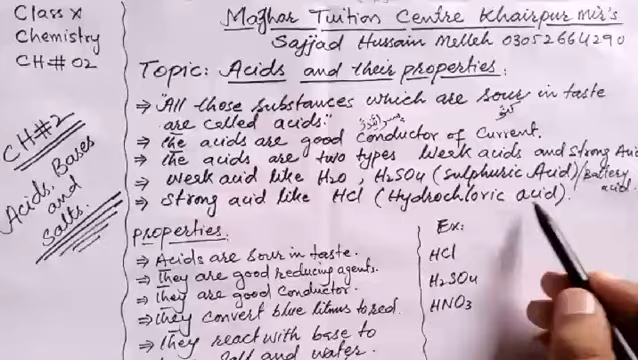 Class X
Chemistry
CH# 02
Mazhar Tuition Centre Khairpur mir's
Sajjad Hussain Melleh 03052664290
Topic: Acids and their properties:
⇒ "All those substances which are sour in taste
are called acids."
⇒ the acids are good conductor of current.
⇒ the acids are two types weak acids and strong Acid
⇒ weak acid like H2O, H2SO4 (Sulphuric Acid)/Battery acid
⇒ strong acid like HCl (Hydrochloric acid).
CH#2
Acids, Bases
and
Salts.
properties.
⇒ Acids are sour in taste.
⇒ They are good reducing agents.
⇒ They are good conductor.
⇒ They convert blue litmus to red.
⇒ they react with base to
salt and water.
Ex:
HCl
H2SO4
HNO3